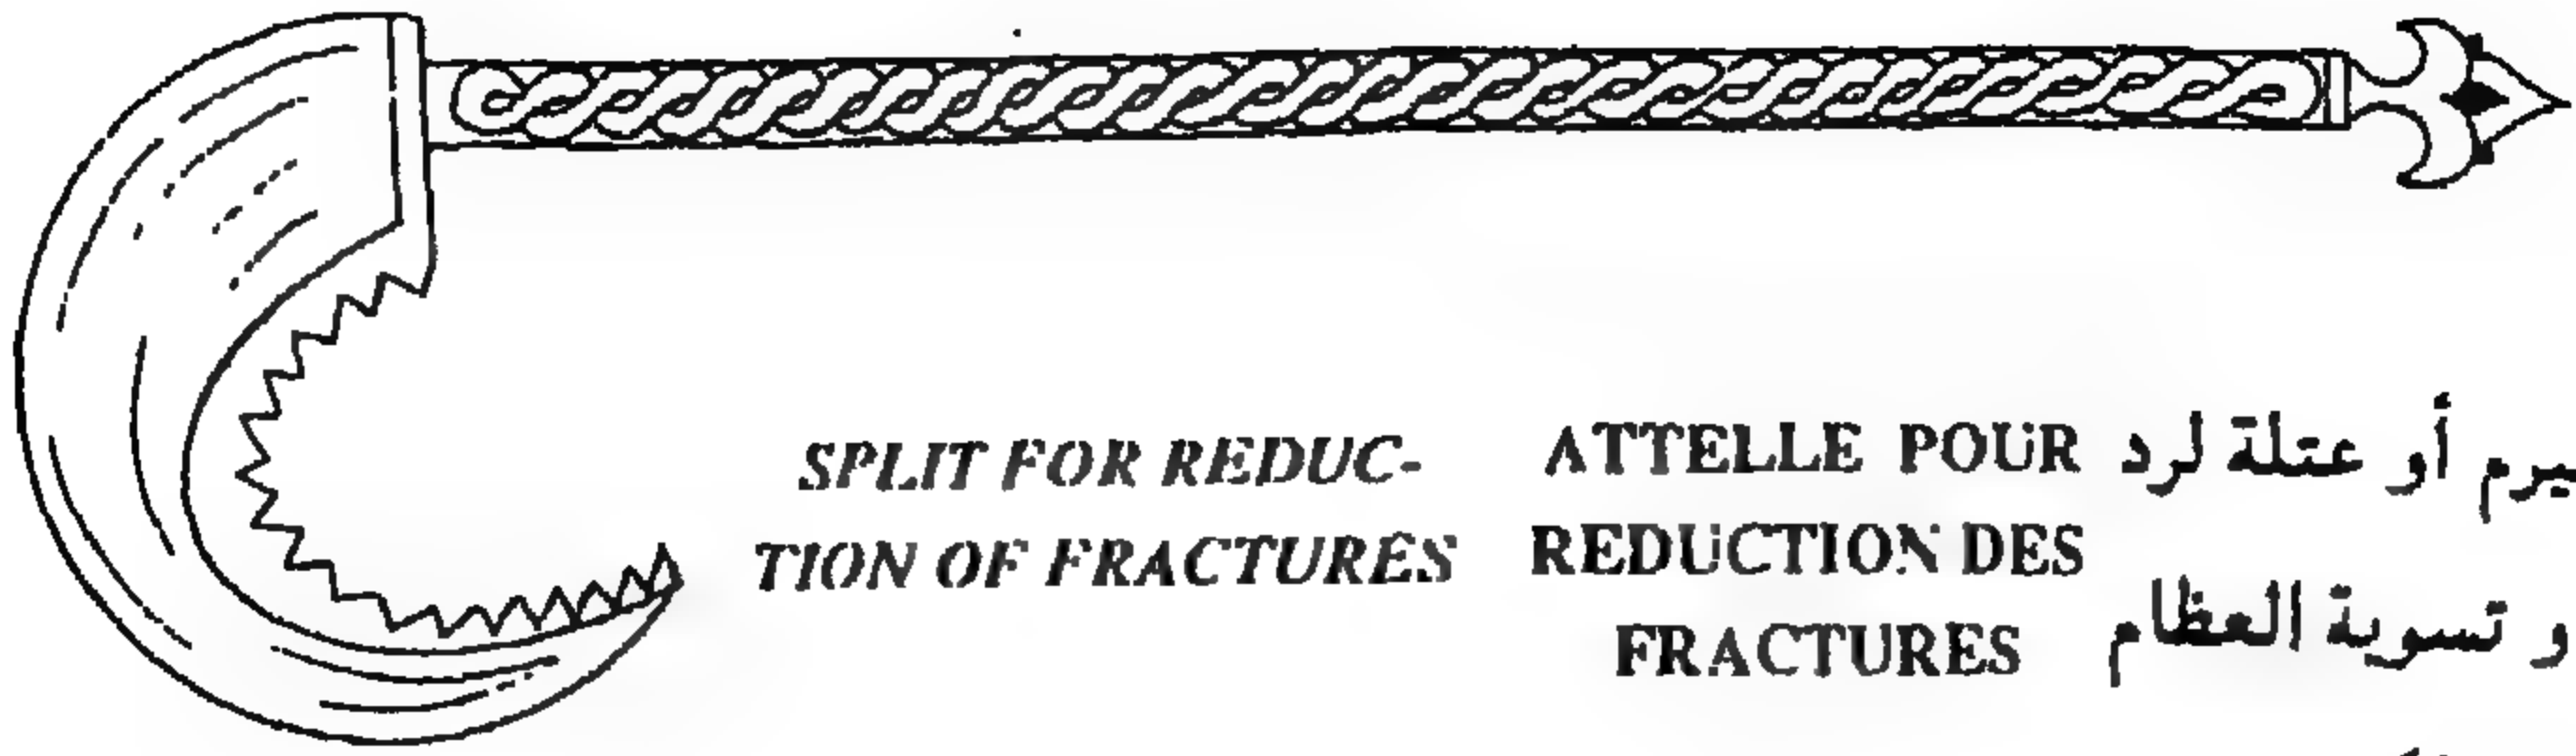 SPLIT FOR REDUC-
TION OF FRACTURES
ATTELLE POUR
REDUCTION DES
FRACTURES
أو عتلة لرد
و تسوية العظام